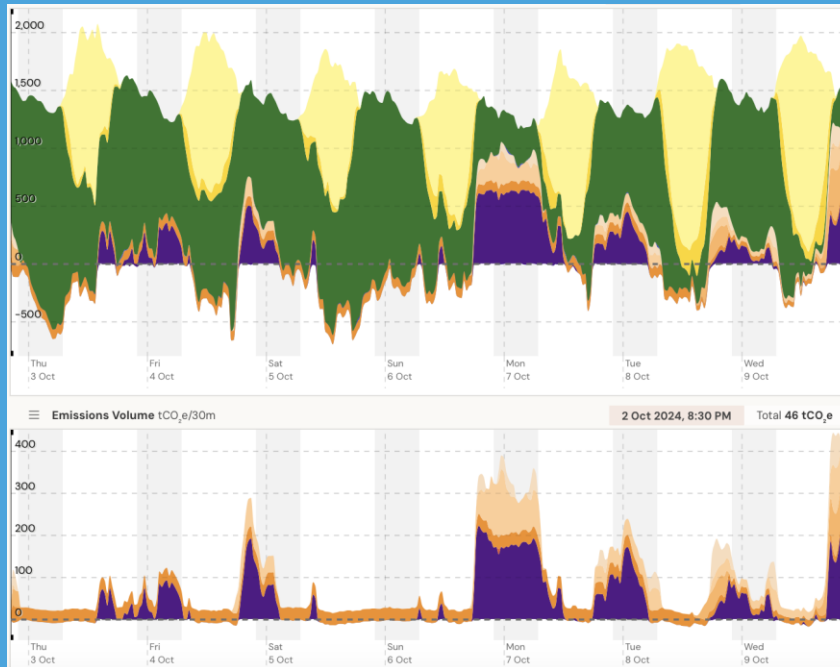 2,000
1,500
1,000
500
0
-500
Thu Fri Sat Sun Mon Tue Wed
3 Oct 4 Oct 5 Oct 6 Oct 7 Oct 8 Oct 9 Oct
☰ Emissions Volume tCO₂e/30m 2 Oct 2024, 8:30 PM Total 46 tCO₂e
400
300
200
100
0
Thu Fri Sat Sun Mon Tue Wed
3 Oct 4 Oct 5 Oct 6 Oct 7 Oct 8 Oct 9 Oct